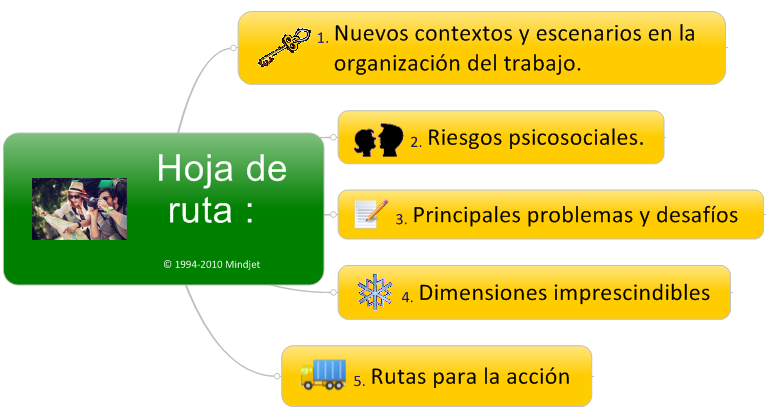 Hoja de
ruta :
© 1994-2010 Mindjet
1. Nuevos contextos y escenarios en la
organización del trabajo.
2. Riesgos psicosociales.
3. Principales problemas y desafíos
4. Dimensiones imprescindibles
5. Rutas para la acción